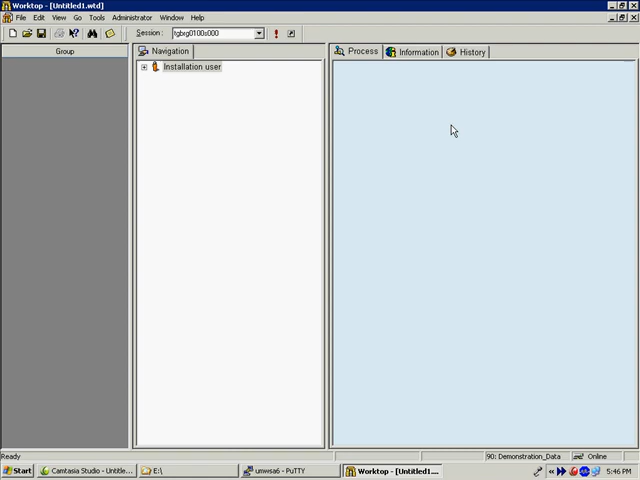 Worktop - [Untitled1.wtd]
File Edit View Go Tools Administrator Window Help
Session: tgbrg0100s000
Group
Navigation
Process Information History
Installation user
Ready
90: Demonstration_Data
Online
Start
Camtasia Studio - Untitle...
E:\
umwsa6 - PuTTY
Worktop - [Untitled1....
5:46 PM